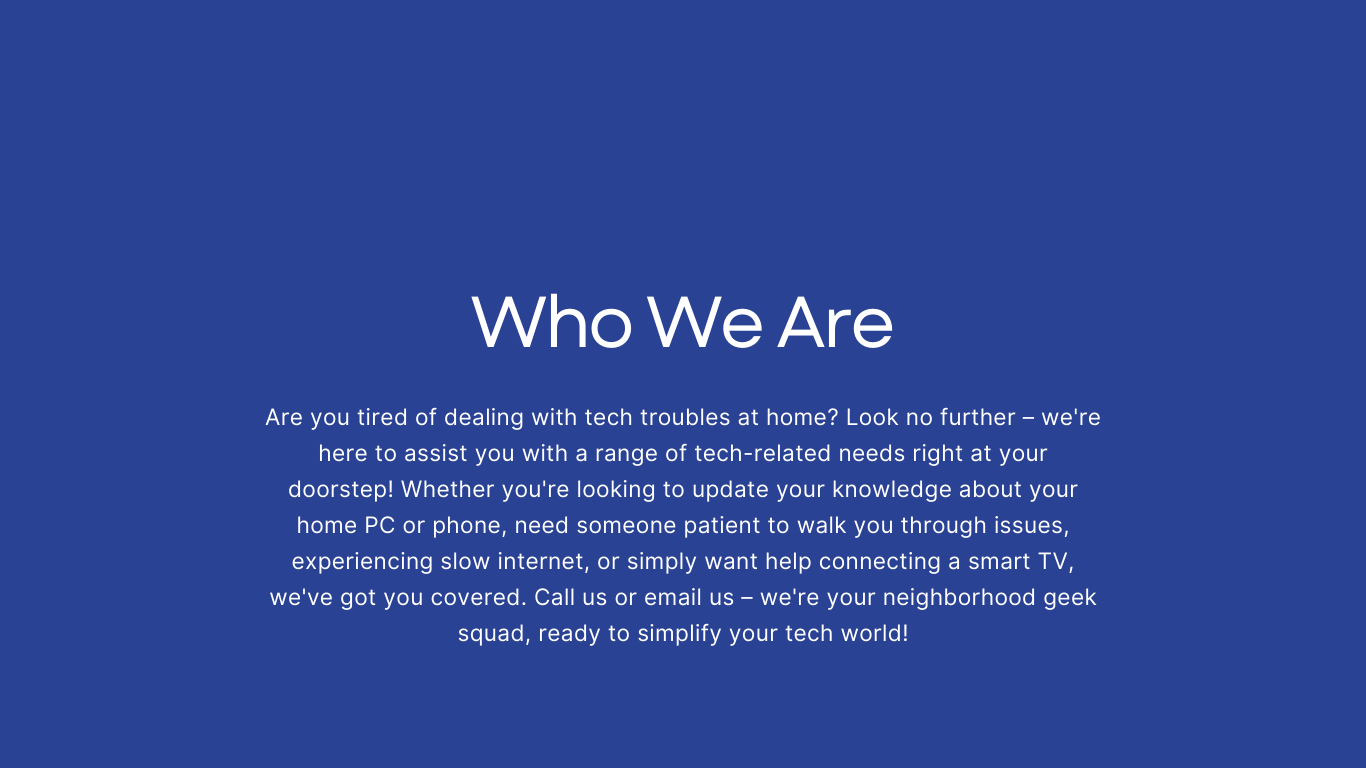 Who We Are
Are you tired of dealing with tech troubles at home? Look no further – we're
here to assist you with a range of tech-related needs right at your
doorstep! Whether you're looking to update your knowledge about your
home PC or phone, need someone patient to walk you through issues,
experiencing slow internet, or simply want help connecting a smart TV,
we've got you covered. Call us or email us – we're your neighborhood geek
squad, ready to simplify your tech world!